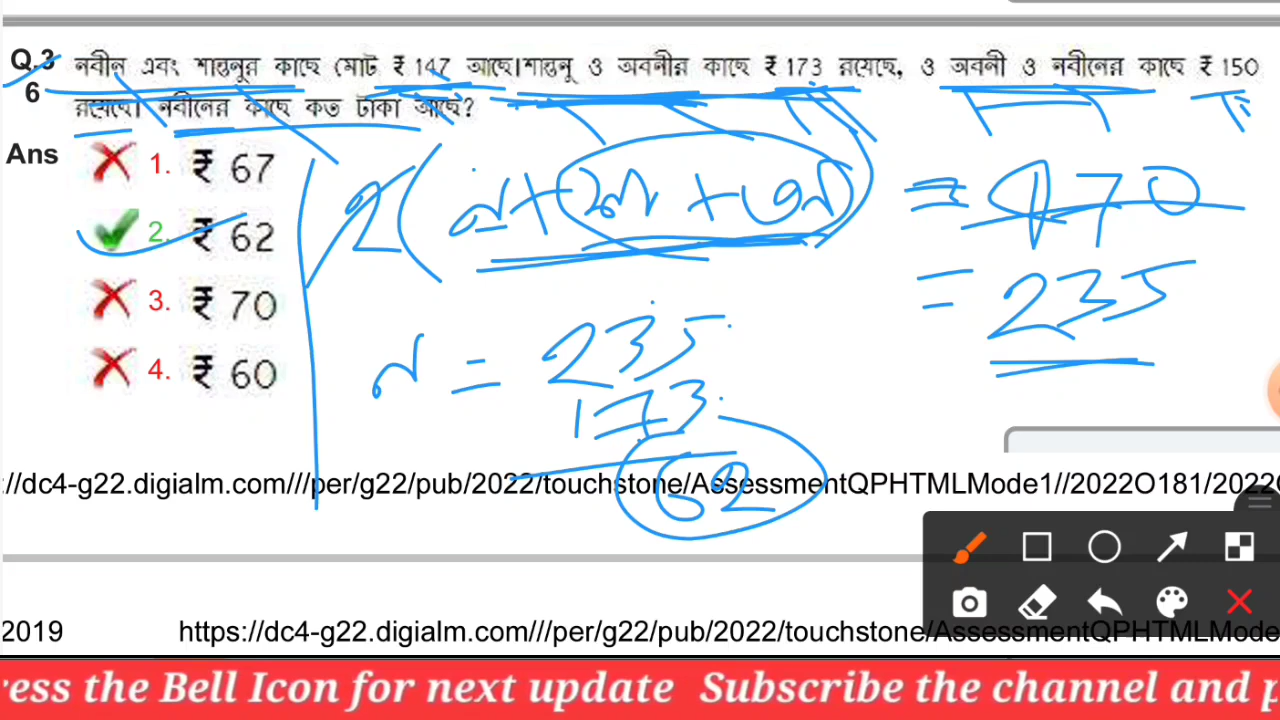 Q.3 নবীন এবং শান্তনুর কাছে মোট ₹ 147 আছে।শান্তনু ও অবনীর কাছে ₹ 173 রয়েছে, ও অবনী ও নবীনের কাছে ₹ 150
6 রয়েছে। নবীনের কাছে কত টাকা আছে?
Ans 1. ₹ 67
2. ₹ 62
3. ₹ 70
4. ₹ 60
2( ন + = 470
= 235
ন = 235
173
62
://dc4-g22.digialm.com///per/g22/pub/2022/touchstone/AssessmentQPHTMLMode1//2022O181/2022
2019 https://dc4-g22.digialm.com///per/g22/pub/2022/touchstone/AssessmentQPHTMLMode
ress the Bell Icon for next update Subscribe the channel and p